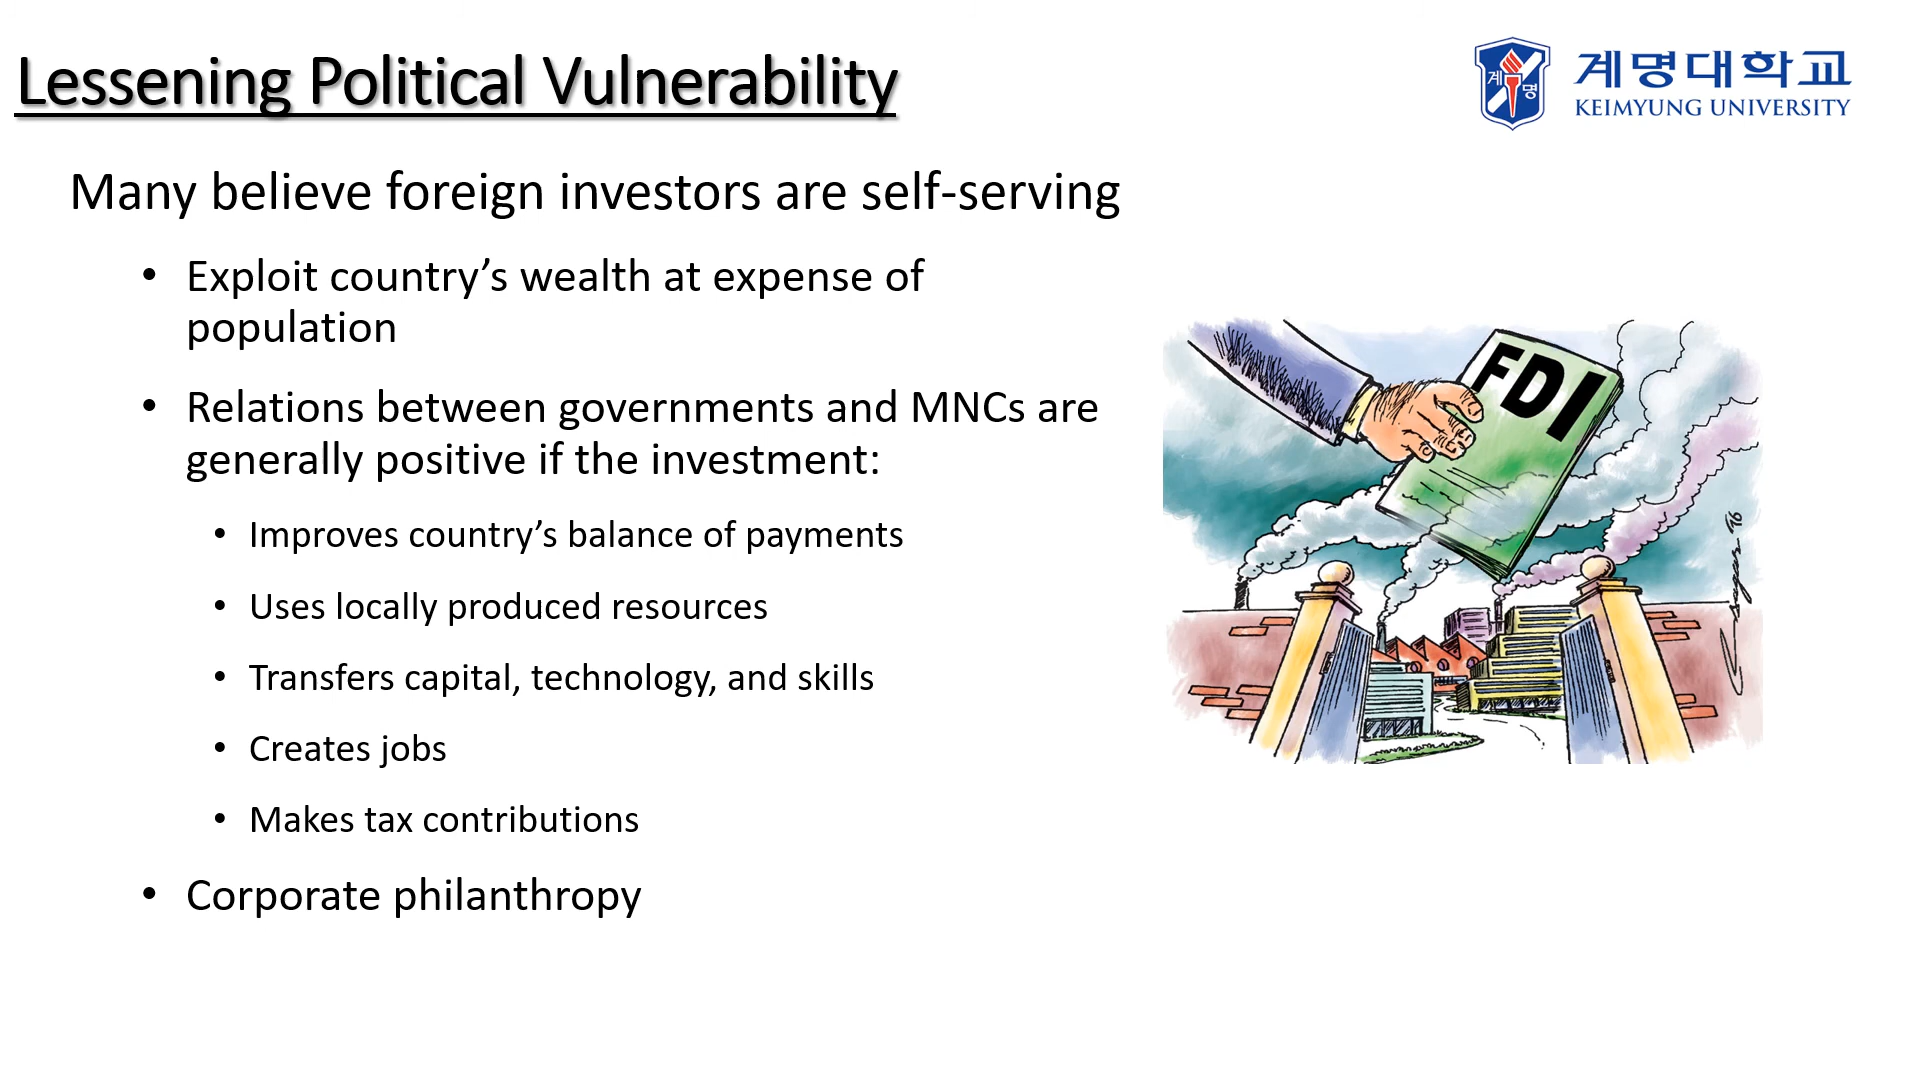 Lessening Political Vulnerability
계명대학교
KEIMYUNG UNIVERSITY
계
명
Many believe foreign investors are self-serving
• Exploit country’s wealth at expense of
population
• Relations between governments and MNCs are
generally positive if the investment:
• Improves country’s balance of payments
• Uses locally produced resources
• Transfers capital, technology, and skills
• Creates jobs
• Makes tax contributions
• Corporate philanthropy
FDI